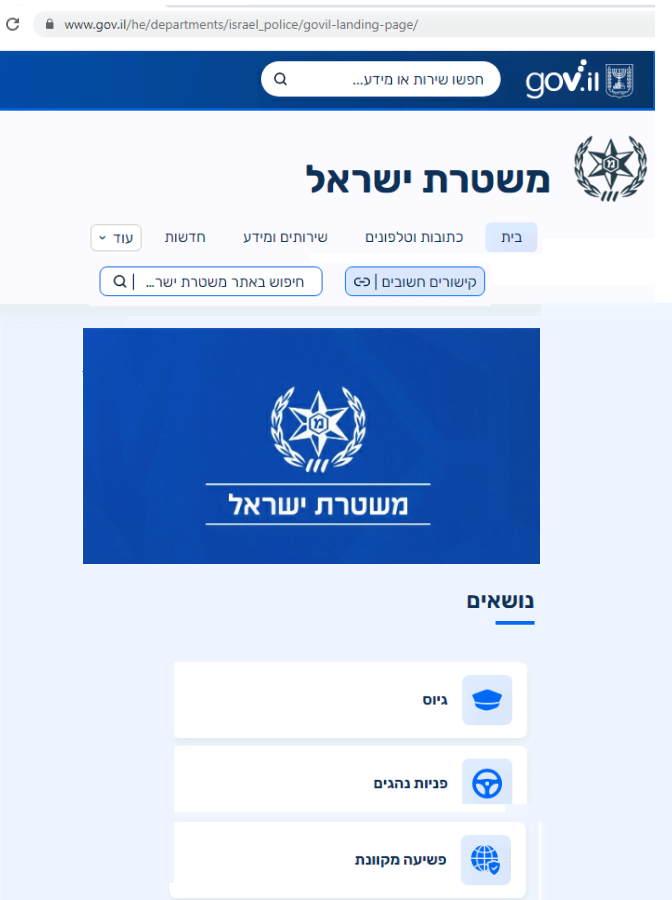 www.gov.il/he/departments/israel_police/govil-landing-page/
gov.il
חפשו שירות או מידע...
משטרת ישראל
בית
כתובות וטלפונים
שירותים ומידע
חדשות
עוד
קישורים חשובים |
חיפוש באתר משטרת ישר... |
משטרת ישראל
נושאים
גיוס
פניות נהגים
פשיעה מקוונת